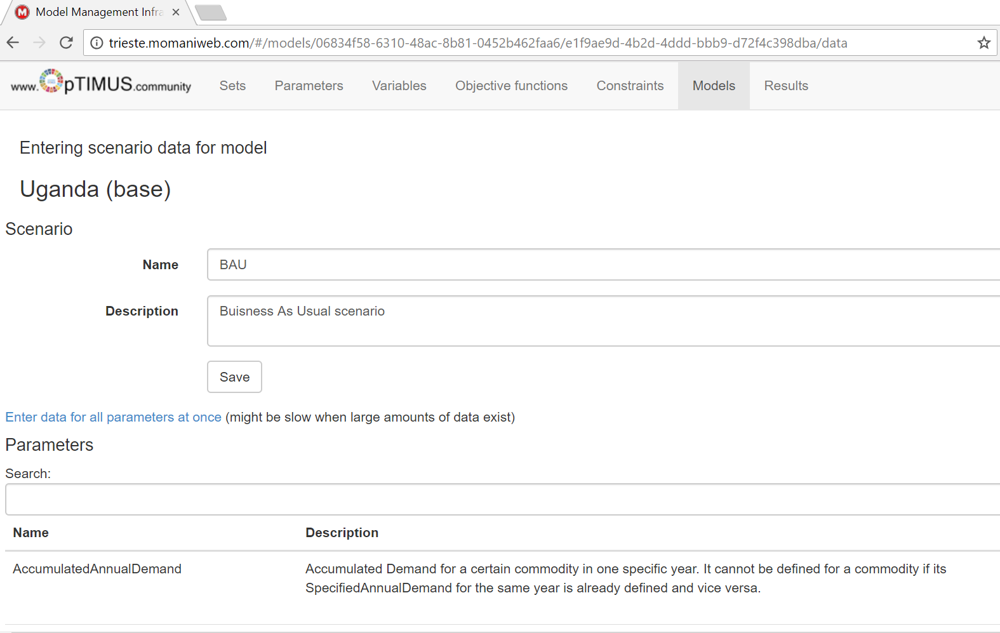 Model Management Infra
trieste.momaniweb.com/#/models/06834f58-6310-48ac-8b81-0452b462faa6/e1f9ae9d-4b2d-4ddd-bbb9-d72f4c398dba/data
www.OpTIMUS.community Sets Parameters Variables Objective functions Constraints Models Results
Entering scenario data for model
Uganda (base)
Scenario
Name BAU
Description Buisness As Usual scenario
Save
Enter data for all parameters at once (might be slow when large amounts of data exist)
Parameters
Search:
Name Description
AccumulatedAnnualDemand Accumulated Demand for a certain commodity in one specific year. It cannot be defined for a commodity if its
SpecifiedAnnualDemand for the same year is already defined and vice versa.